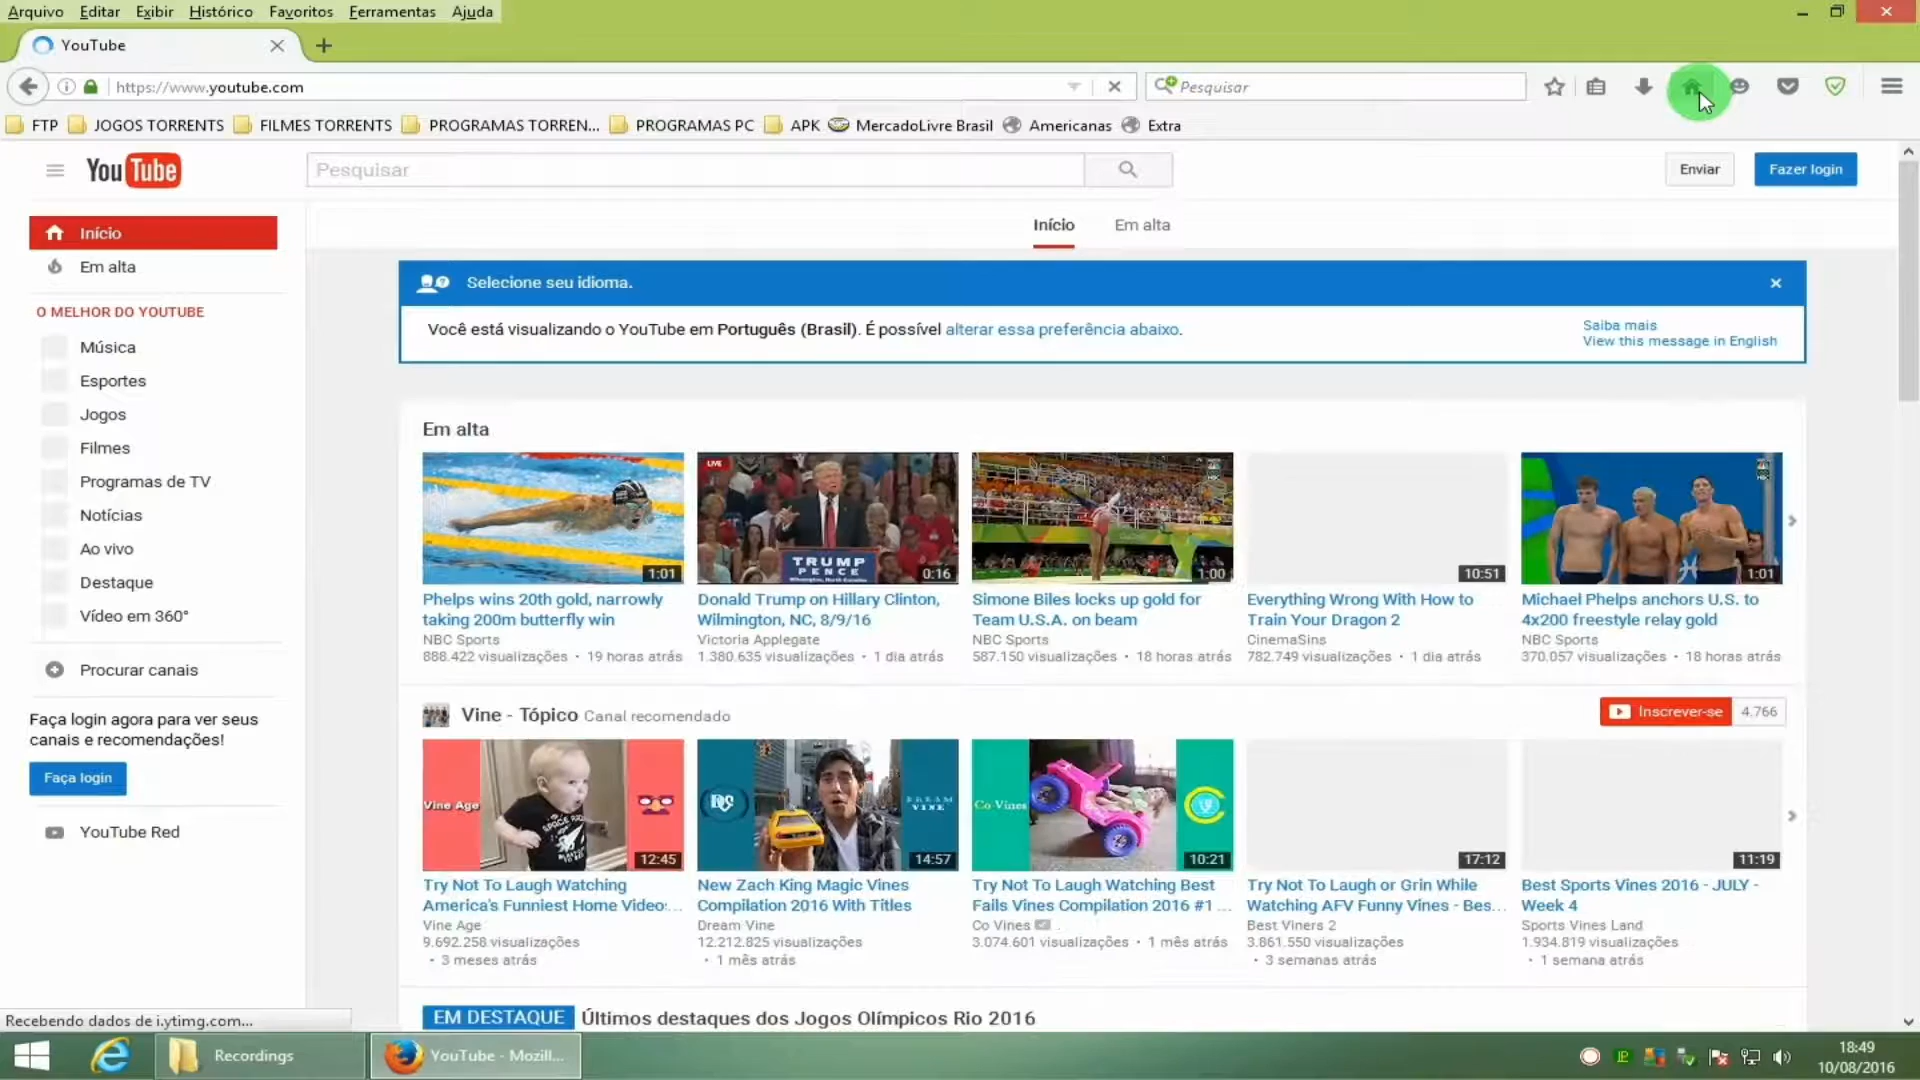 Arquivo Editar Exibir Histórico Favoritos Ferramentas Ajuda
YouTube
https://www.youtube.com
Pesquisar
FTP JOGOS TORRENTS FILMES TORRENTS PROGRAMAS TORREN... PROGRAMAS PC APK MercadoLivre Brasil Americanas Extra
YouTube
Pesquisar
Enviar
Fazer login
Início
Em alta
Início
Em alta
O MELHOR DO YOUTUBE
Música
Esportes
Jogos
Filmes
Programas de TV
Notícias
Ao vivo
Destaque
Vídeo em 360°
Procurar canais
Faça login agora para ver seus
canais e recomendações!
Faça login
YouTube Red
Selecione seu idioma.
Você está visualizando o YouTube em Português (Brasil). É possível alterar essa preferência abaixo.
Saiba mais
View this message in English
Em alta
1:01
LIVE
TRUMP
PENCE
Wilmington, North Carolina
0:16
1:00
10:51
1:01
Phelps wins 20th gold, narrowly
taking 200m butterfly win
NBC Sports
888.422 visualizações • 19 horas atrás
Donald Trump on Hillary Clinton,
Wilmington, NC, 8/9/16
Victoria Applegate
1.380.635 visualizações • 1 dia atrás
Simone Biles locks up gold for
Team U.S.A. on beam
NBC Sports
587.150 visualizações • 18 horas atrás
Everything Wrong With How to
Train Your Dragon 2
CinemaSins
782.749 visualizações • 1 dia atrás
Michael Phelps anchors U.S. to
4x200 freestyle relay gold
NBC Sports
370.057 visualizações • 18 horas atrás
Vine - Tópico Canal recomendado
Inscrever-se 4.766
Vine Age
12:45
DREAM
VINE
14:57
Co Vines
10:21
17:12
11:19
Try Not To Laugh Watching
America's Funniest Home Video:...
Vine Age
9.692.258 visualizações
• 3 meses atrás
New Zach King Magic Vines
Compilation 2016 With Titles
Dream Vine
12.212.825 visualizações
• 1 mês atrás
Try Not To Laugh Watching Best
Fails Vines Compilation 2016 #1 ...
Co Vines
3.074.601 visualizações • 1 mês atrás
Try Not To Laugh or Grin While
Watching AFV Funny Vines - Bes...
Best Viners 2
3.861.550 visualizações
• 3 semanas atrás
Best Sports Vines 2016 - JULY -
Week 4
Sports Vines Land
1.934.819 visualizações
• 1 semana atrás
EM DESTAQUE Últimos destaques dos Jogos Olímpicos Rio 2016
Recebendo dados de i.ytimg.com...
Recordings
YouTube - Mozill...
18:49
10/08/2016